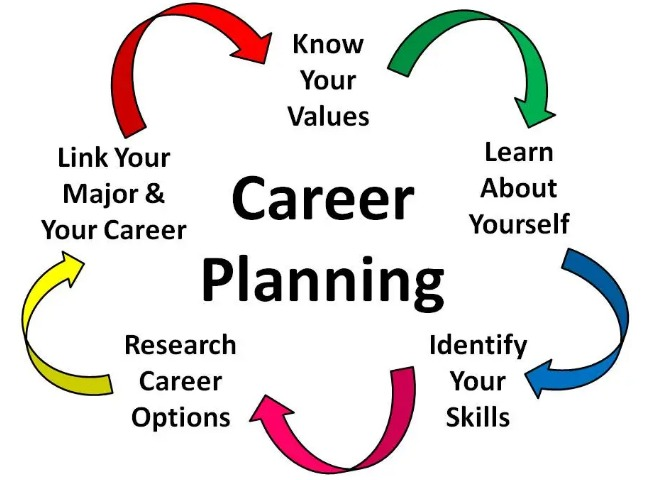 Know
Your
Values
Learn
About
Yourself
Identify
Your
Skills
Research
Career
Options
Link Your
Major &
Your Career
Career
Planning